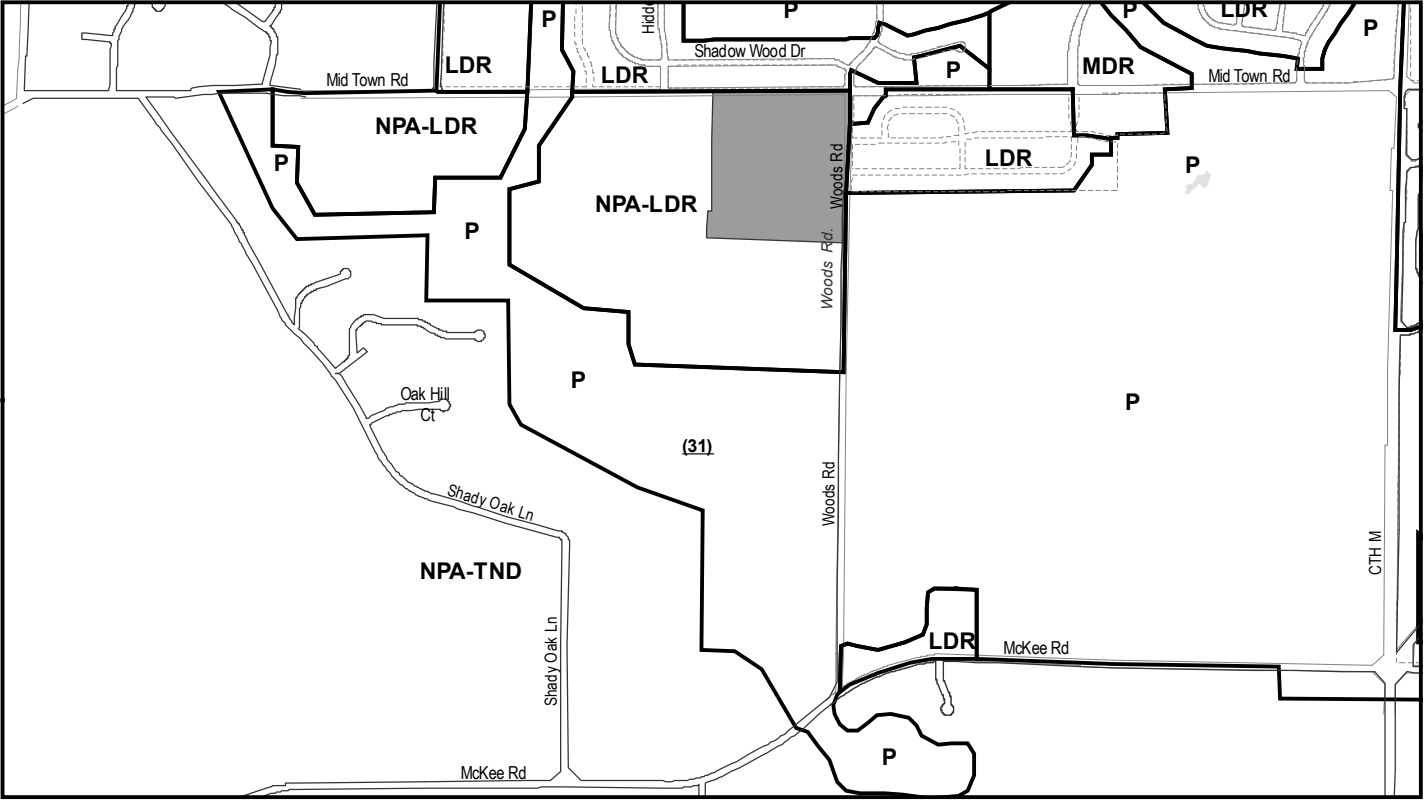 P
P
Hidde
P
LDR
P
Shadow Wood Dr
LDR
LDR
P
MDR
Mid Town Rd
Mid Town Rd
NPA-LDR
P
LDR
P
Woods Rd
NPA-LDR
P
Woods Rd.
Oak Hill
Ct
P
P
(31)
Woods Rd
Shady Oak Ln
CTH M
NPA-TND
Shady Oak Ln
LDR
McKee Rd
P
McKee Rd